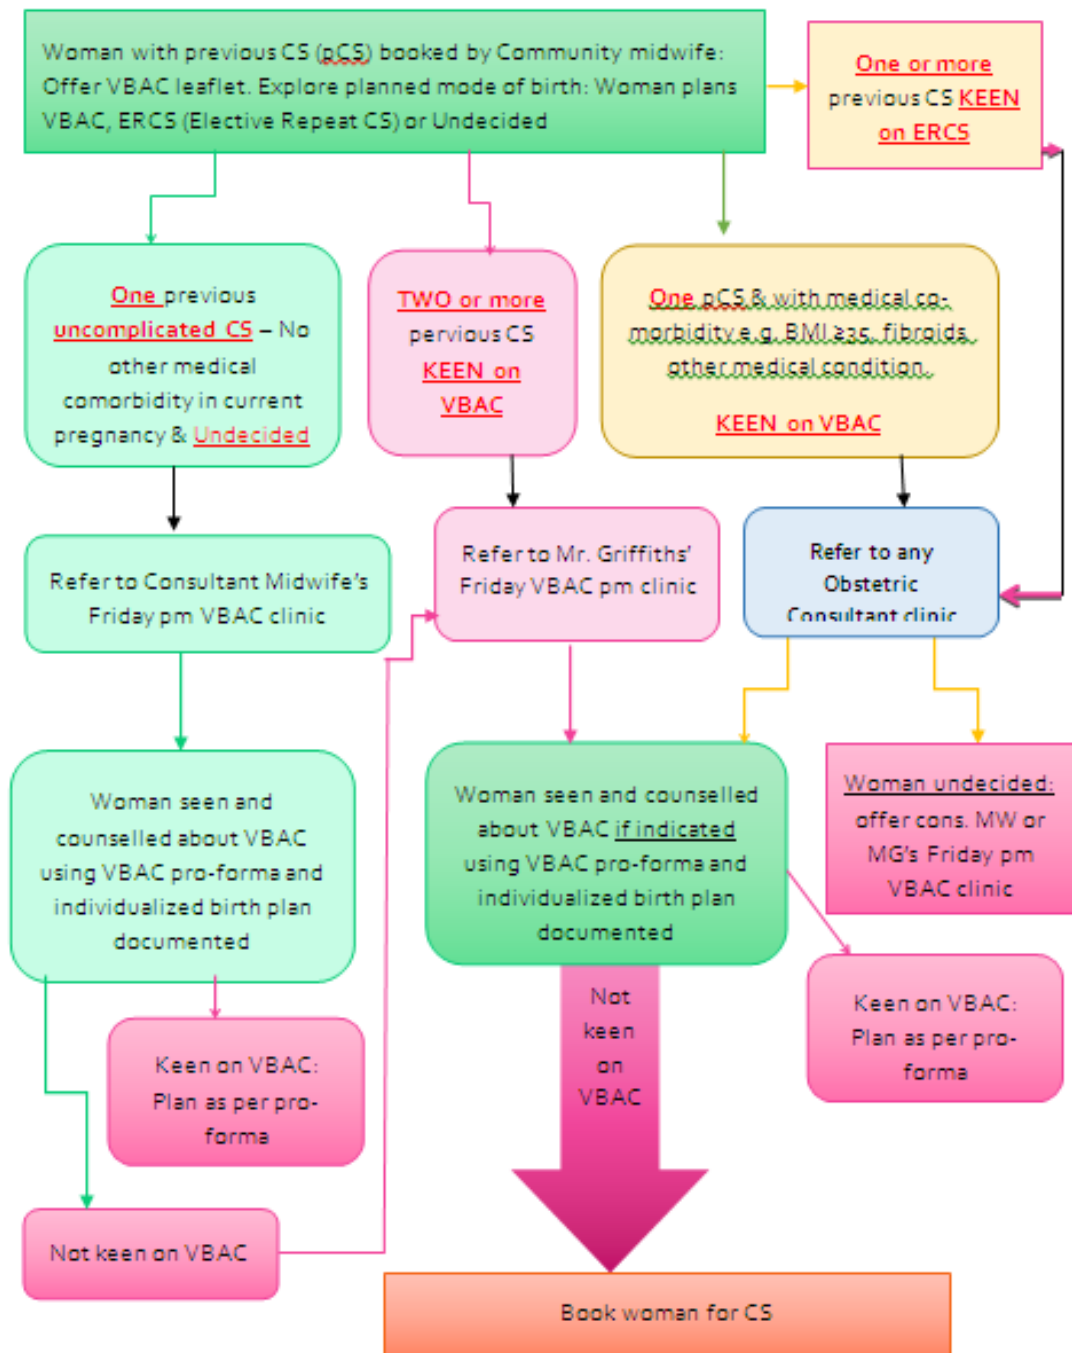 Woman with previous CS (pCS) booked by Community midwife:
Offer VBAC leaflet. Explore planned mode of birth: Woman plans
VBAC, ERCS (Elective Repeat CS) or Undecided
One or more
previous CS KEEN
on ERCS
One previous
uncomplicated CS – No
other medical
comorbidity in current
pregnancy & Undecided
TWO or more
pervious CS
KEEN on
VBAC
One pCS & with medical co-
morbidity e.g. BMI ≥35, fibroids,
other medical condition.
KEEN on VBAC
Refer to Consultant Midwife's
Friday pm VBAC clinic
Refer to Mr. Griffiths'
Friday VBAC pm clinic
Refer to any
Obstetric
Consultant clinic
Woman seen and
counselled about VBAC
using VBAC pro-forma and
individualized birth plan
documented
Woman seen and counselled
about VBAC if indicated
using VBAC pro-forma and
individualized birth plan
documented
Woman undecided:
offer cons. MW or
MG's Friday pm
VBAC clinic
Keen on VBAC:
Plan as per pro-
forma
Not
keen
on
VBAC
Keen on VBAC:
Plan as per pro-
forma
Not keen on VBAC
Book woman for CS